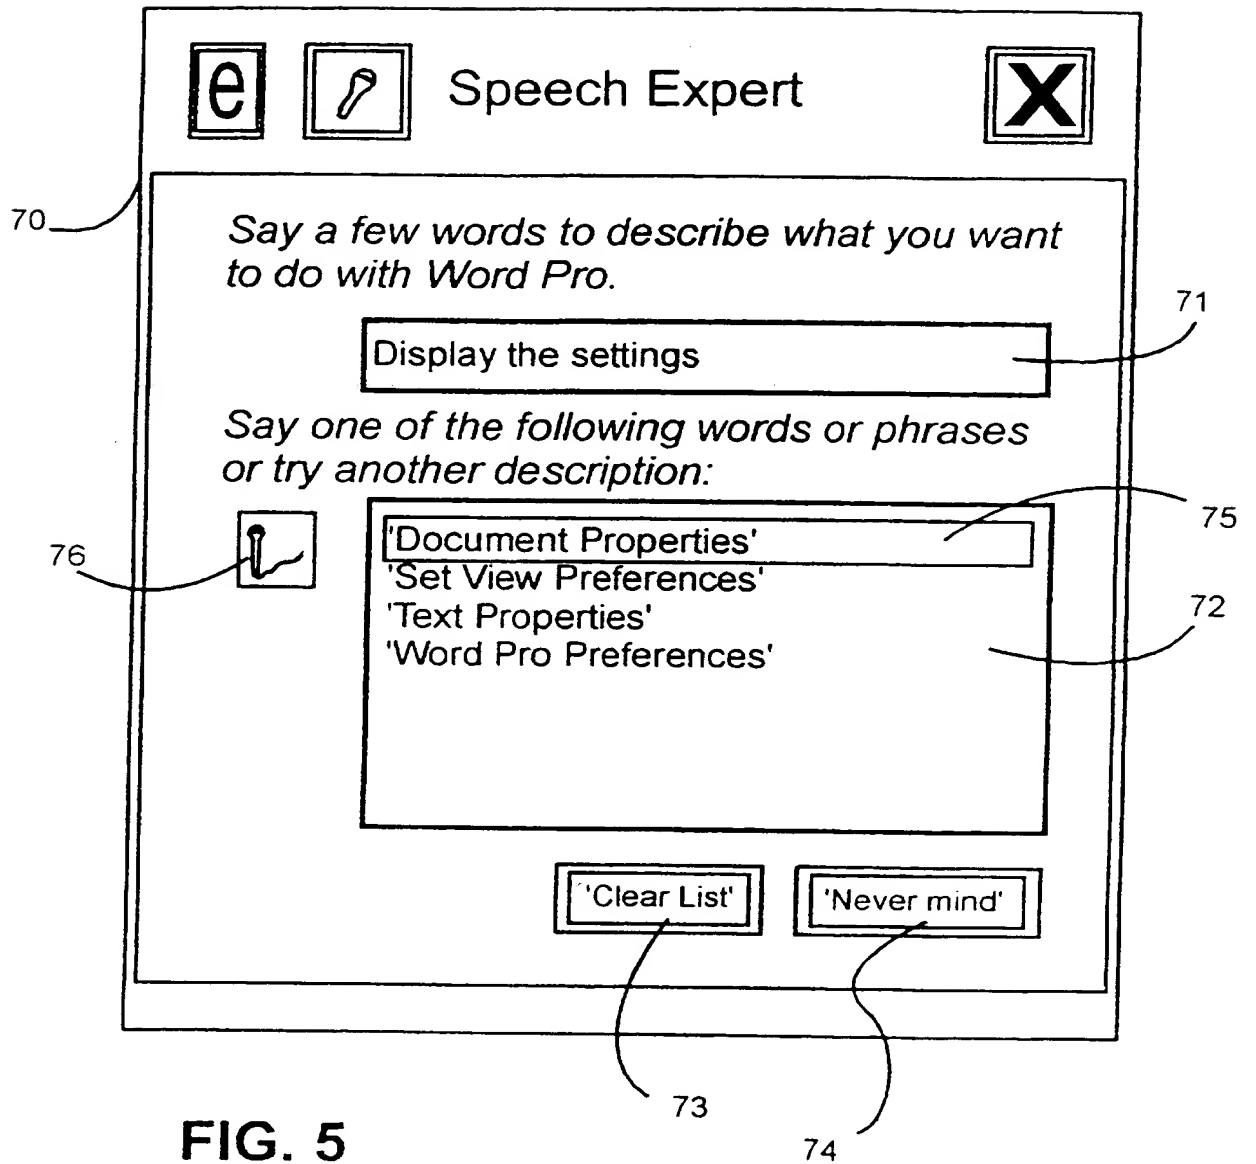 e Speech Expert X
70
Say a few words to describe what you want
to do with Word Pro.
71
Display the settings
Say one of the following words or phrases
or try another description:
75
76
'Document Properties'
'Set View Preferences'
72
'Text Properties'
'Word Pro Preferences'
'Clear List' 'Never mind'
73
74
FIG. 5